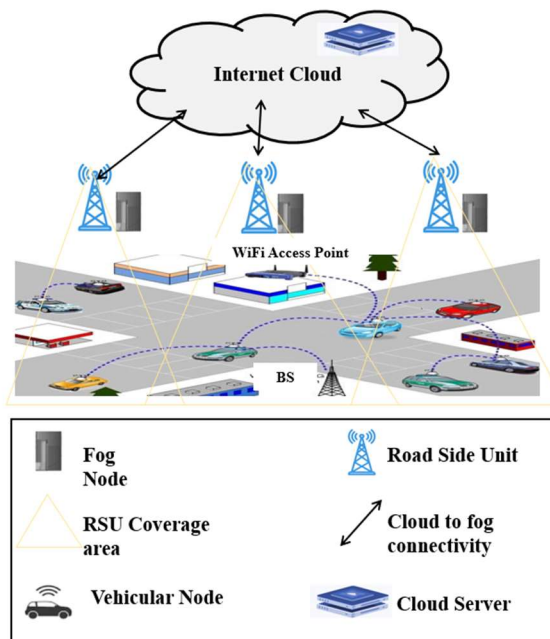 Internet Cloud
WiFi Access Point
BS
Fog
Node
Road Side Unit
RSU Coverage
area
Cloud to fog
connectivity
Vehicular Node
Cloud Server